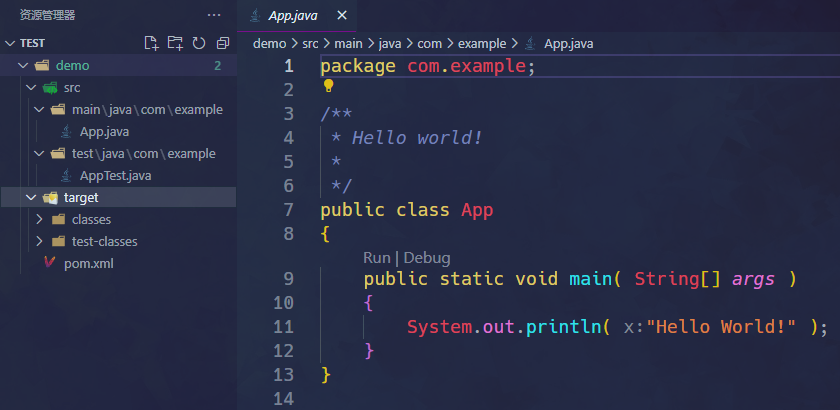 资源管理器
TEST
demo 2
src
main\java\com\example
App.java
test\java\com\example
AppTest.java
target
classes
test-classes
pom.xml
App.java
demo > src > main > java > com > example > App.java
1 package com.example;
2
3 /**
4 * Hello world!
5 *
6 */
7 public class App
8 {
Run | Debug
9 public static void main( String[] args )
10 {
11 System.out.println( x:"Hello World!" );
12 }
13 }
14